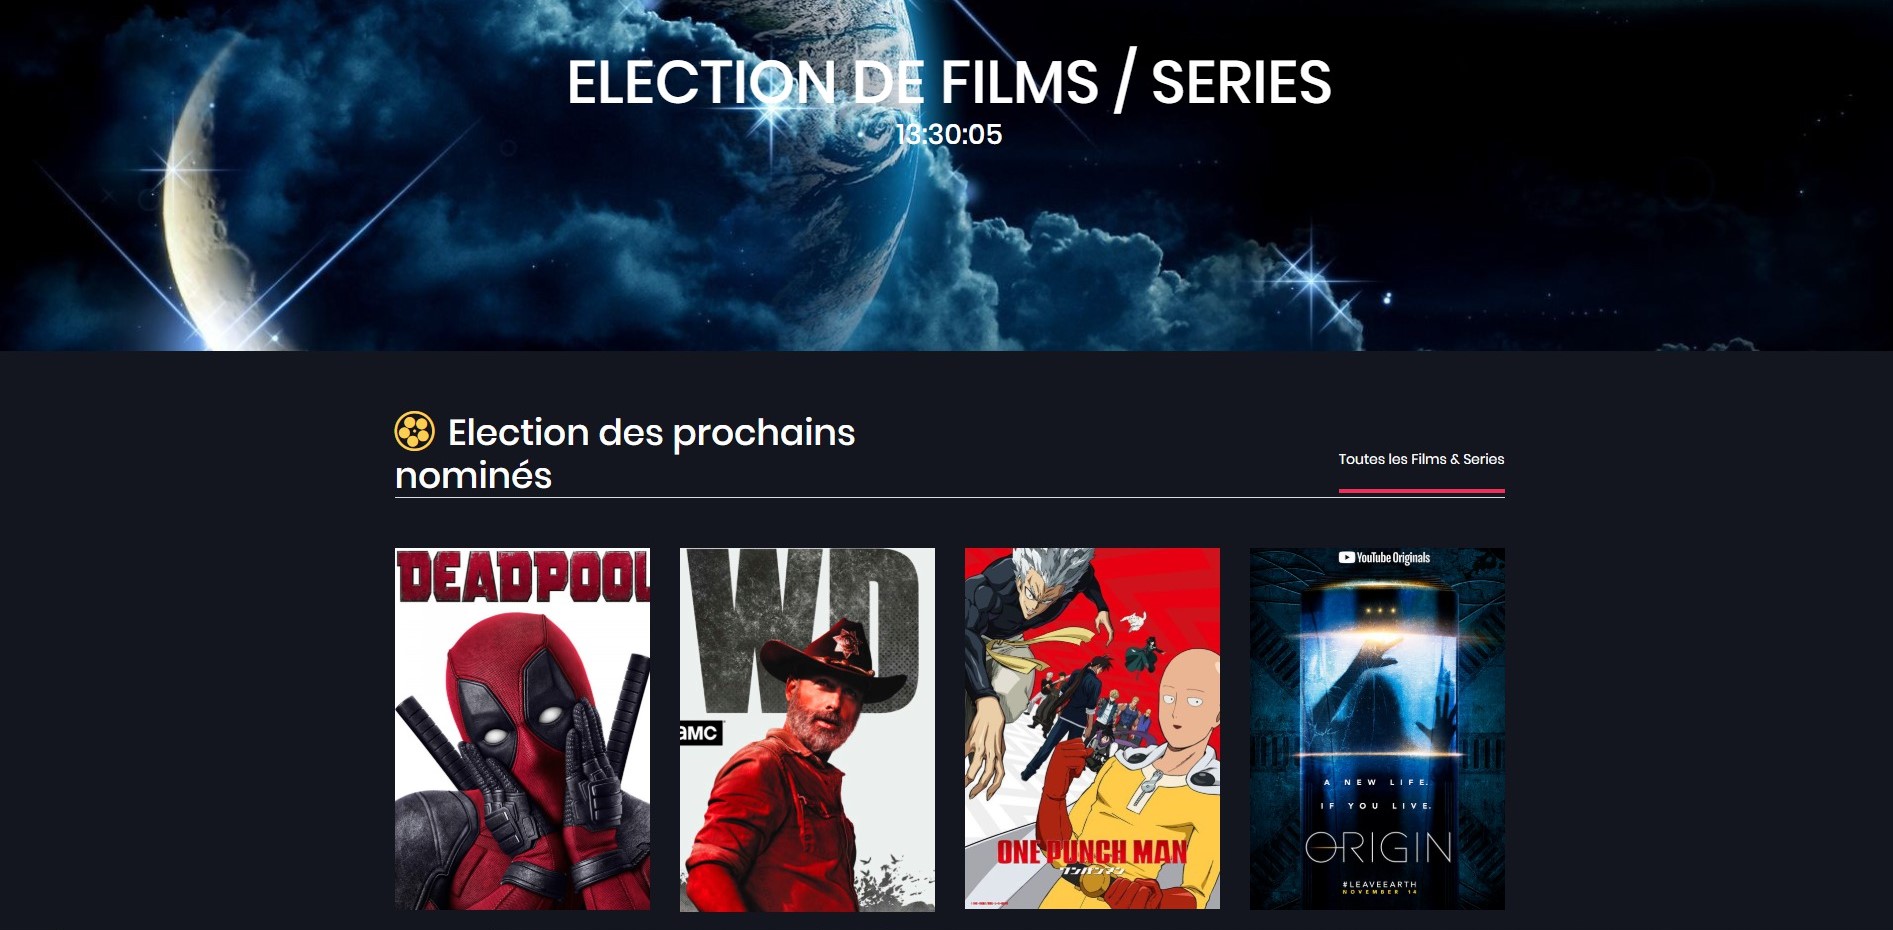 ELECTION DE FILMS / SERIES
13:30:05
Election des prochains
nominés
Toutes les Films & Series
DEADPOOL
WD
aMC
ONE PUNCH MAN
ワンパンマン
YouTube Originals
A NEW LIFE.
IF YOU LIVE.
ORIGIN
#LEAVEEARTH
NOVEMBER 14